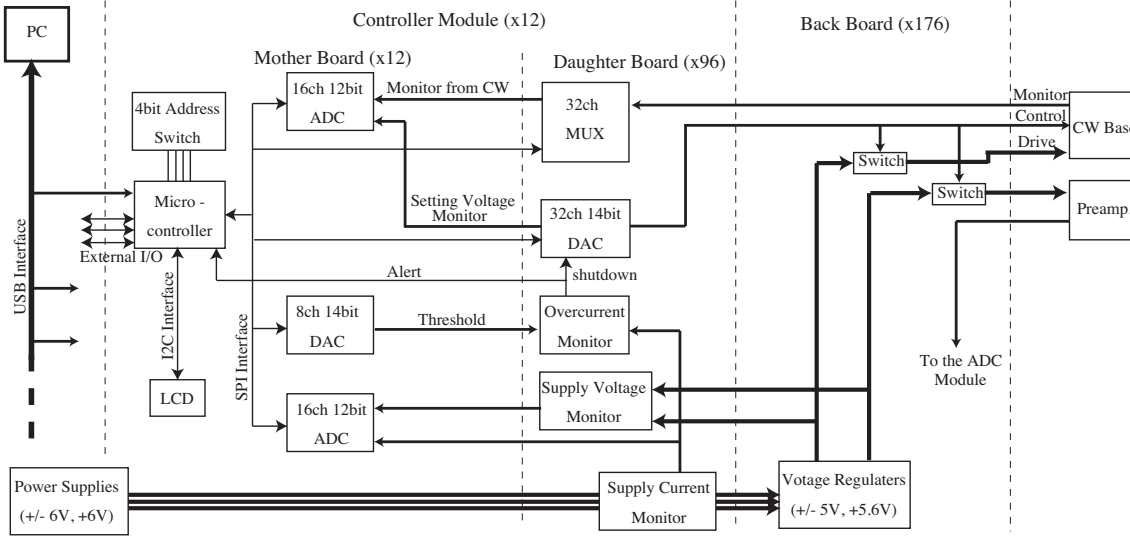 Controller Module (x12)
Back Board (x176)
PC
Mother Board (x12)
Daughter Board (x96)
16ch 12bit
ADC
Monitor from CW
32ch
MUX
Monitor
Control
CW Base
Drive
4bit Address
Switch
Switch
Switch
Micro -
controller
Setting Voltage
Monitor
32ch 14bit
DAC
Preamp.
External I/O
USB Interface
Alert
shutdown
I2C Interface
SPI Interface
8ch 14bit
DAC
Threshold
Overcurrent
Monitor
To the ADC
Module
LCD
16ch 12bit
ADC
Supply Voltage
Monitor
Power Supplies
(+/- 6V, +6V)
Supply Current
Monitor
Votage Regulaters
(+/- 5V, +5.6V)